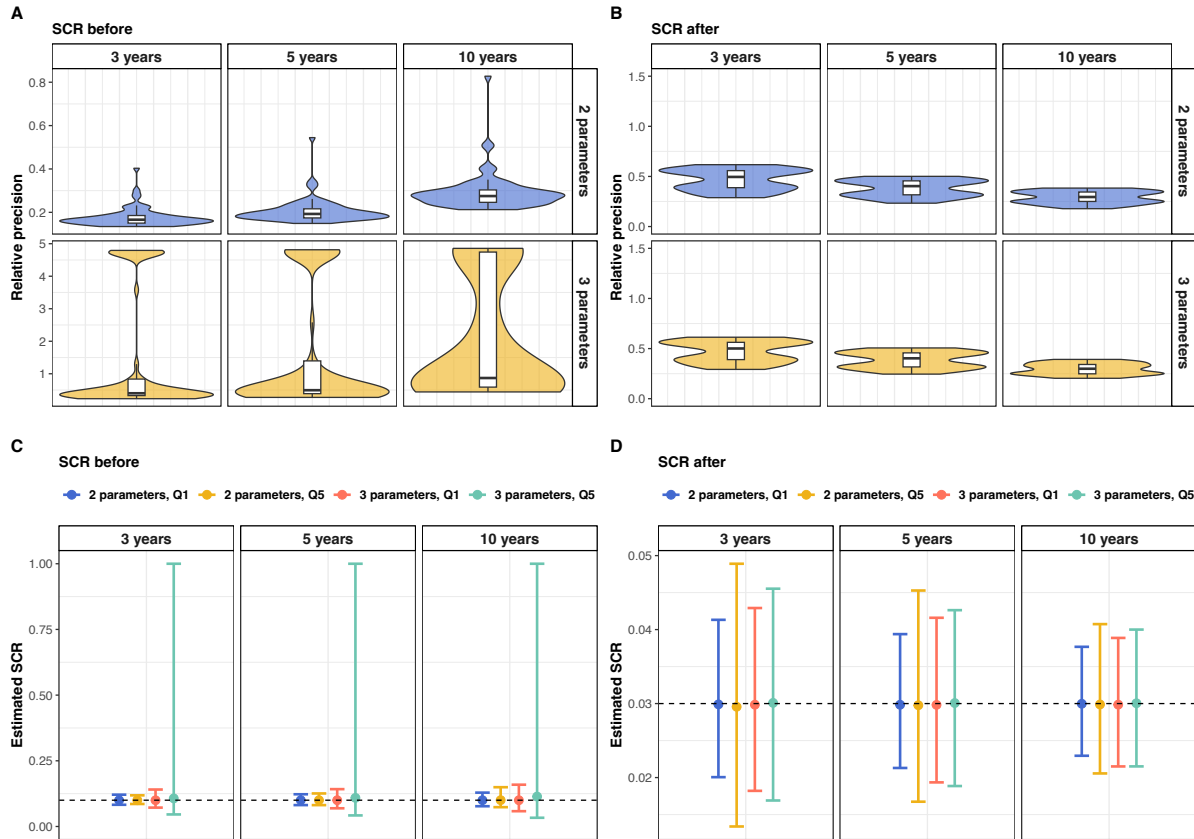 A
SCR before
3 years 5 years 10 years
Relative precision
0.8
0.6
0.4
0.2
2 parameters
5
4
3
2
1
3 parameters
B
SCR after
3 years 5 years 10 years
Relative precision
1.5
1.0
0.5
0.0
2 parameters
1.5
1.0
0.5
0.0
3 parameters
C
SCR before
2 parameters, Q1 2 parameters, Q5 3 parameters, Q1 3 parameters, Q5
3 years 5 years 10 years
Estimated SCR
1.00
0.75
0.50
0.25
0.00
D
SCR after
2 parameters, Q1 2 parameters, Q5 3 parameters, Q1 3 parameters, Q5
3 years 5 years 10 years
Estimated SCR
0.05
0.04
0.03
0.02